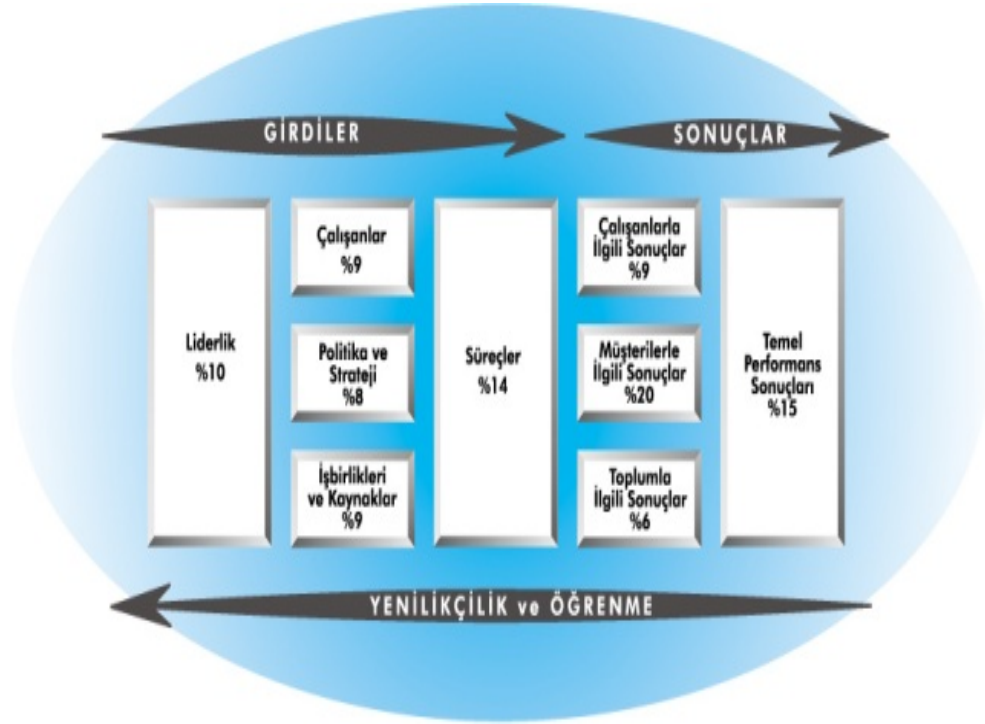 GİRDİLER
SONUÇLAR
Liderlik
%10
Çalışanlar
%9
Politika ve
Strateji
%8
İşbirlikleri
ve Kaynaklar
%9
Süreçler
%14
Çalışanlarla
İlgili Sonuçlar
%9
Müşterilerle
İlgili Sonuçlar
%20
Toplumla
İlgili Sonuçlar
%6
Temel
Performans
Sonuçları
%15
YENİLİKÇİLİK ve ÖĞRENME